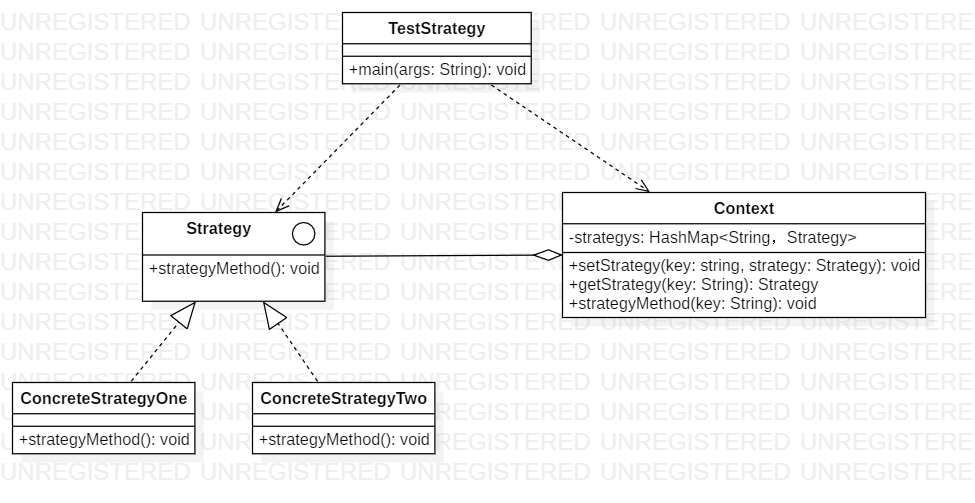 TestStrategy
+main(args: String): void
Strategy
+strategyMethod(): void
Context
-strategys: HashMap<String，Strategy>
+setStrategy(key: string, strategy: Strategy): void
+getStrategy(key: String): Strategy
+strategyMethod(key: String): void
ConcreteStrategyOne
+strategyMethod(): void
ConcreteStrategyTwo
+strategyMethod(): void
UNREGISTERED UNREGISTERED UNREGISTERED UNREGISTERED UNREGISTERED